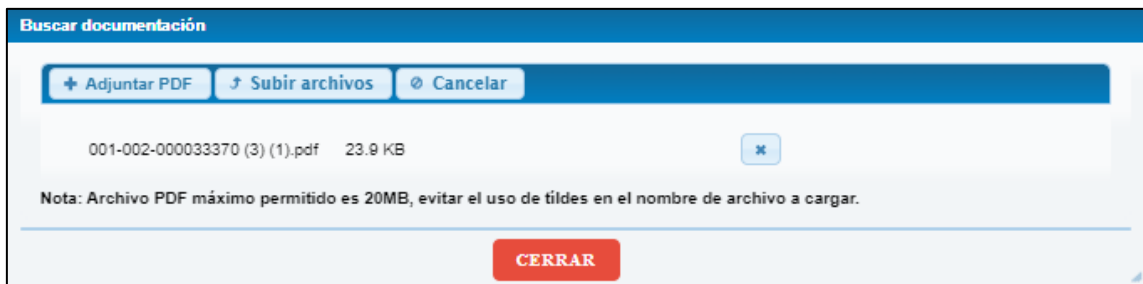 Buscar documentación
+ Adjuntar PDF Subir archivos Cancelar
001-002-000033370 (3) (1).pdf 23.9 KB
Nota: Archivo PDF máximo permitido es 20MB, evitar el uso de tíldes en el nombre de archivo a cargar.
CERRAR